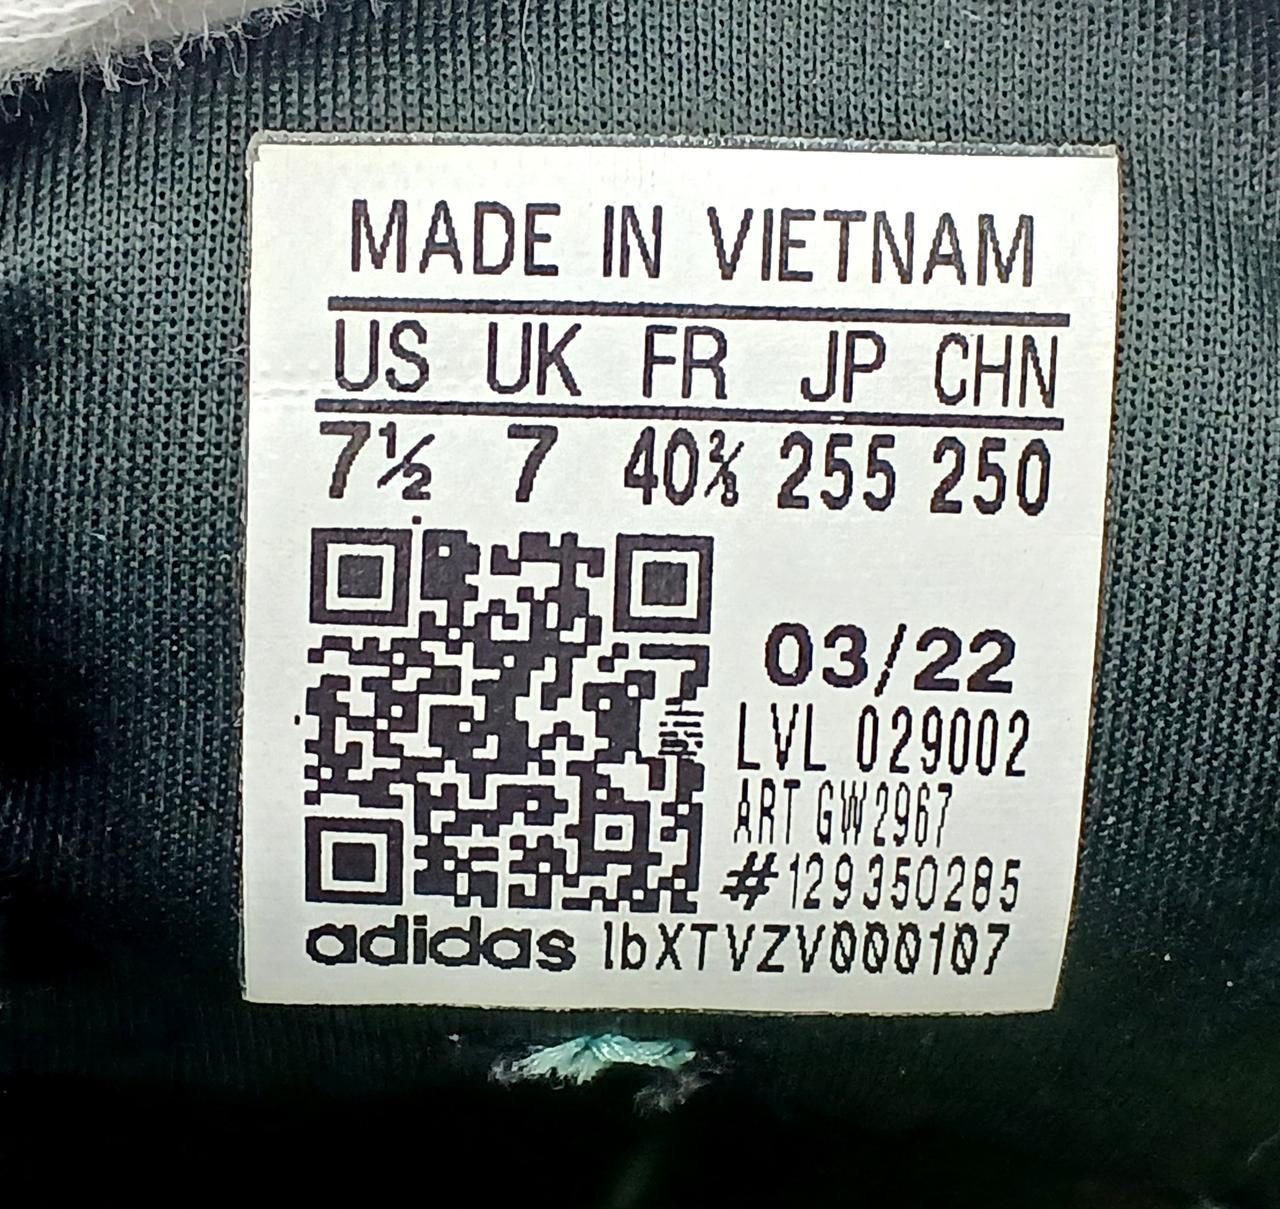 MADE IN VIETNAM
US UK FR JP CHN
7½ 7 40⅔ 255 250
03/22
LVL 029002
ART GW2967
#129350285
adidas lbXTVZV000107